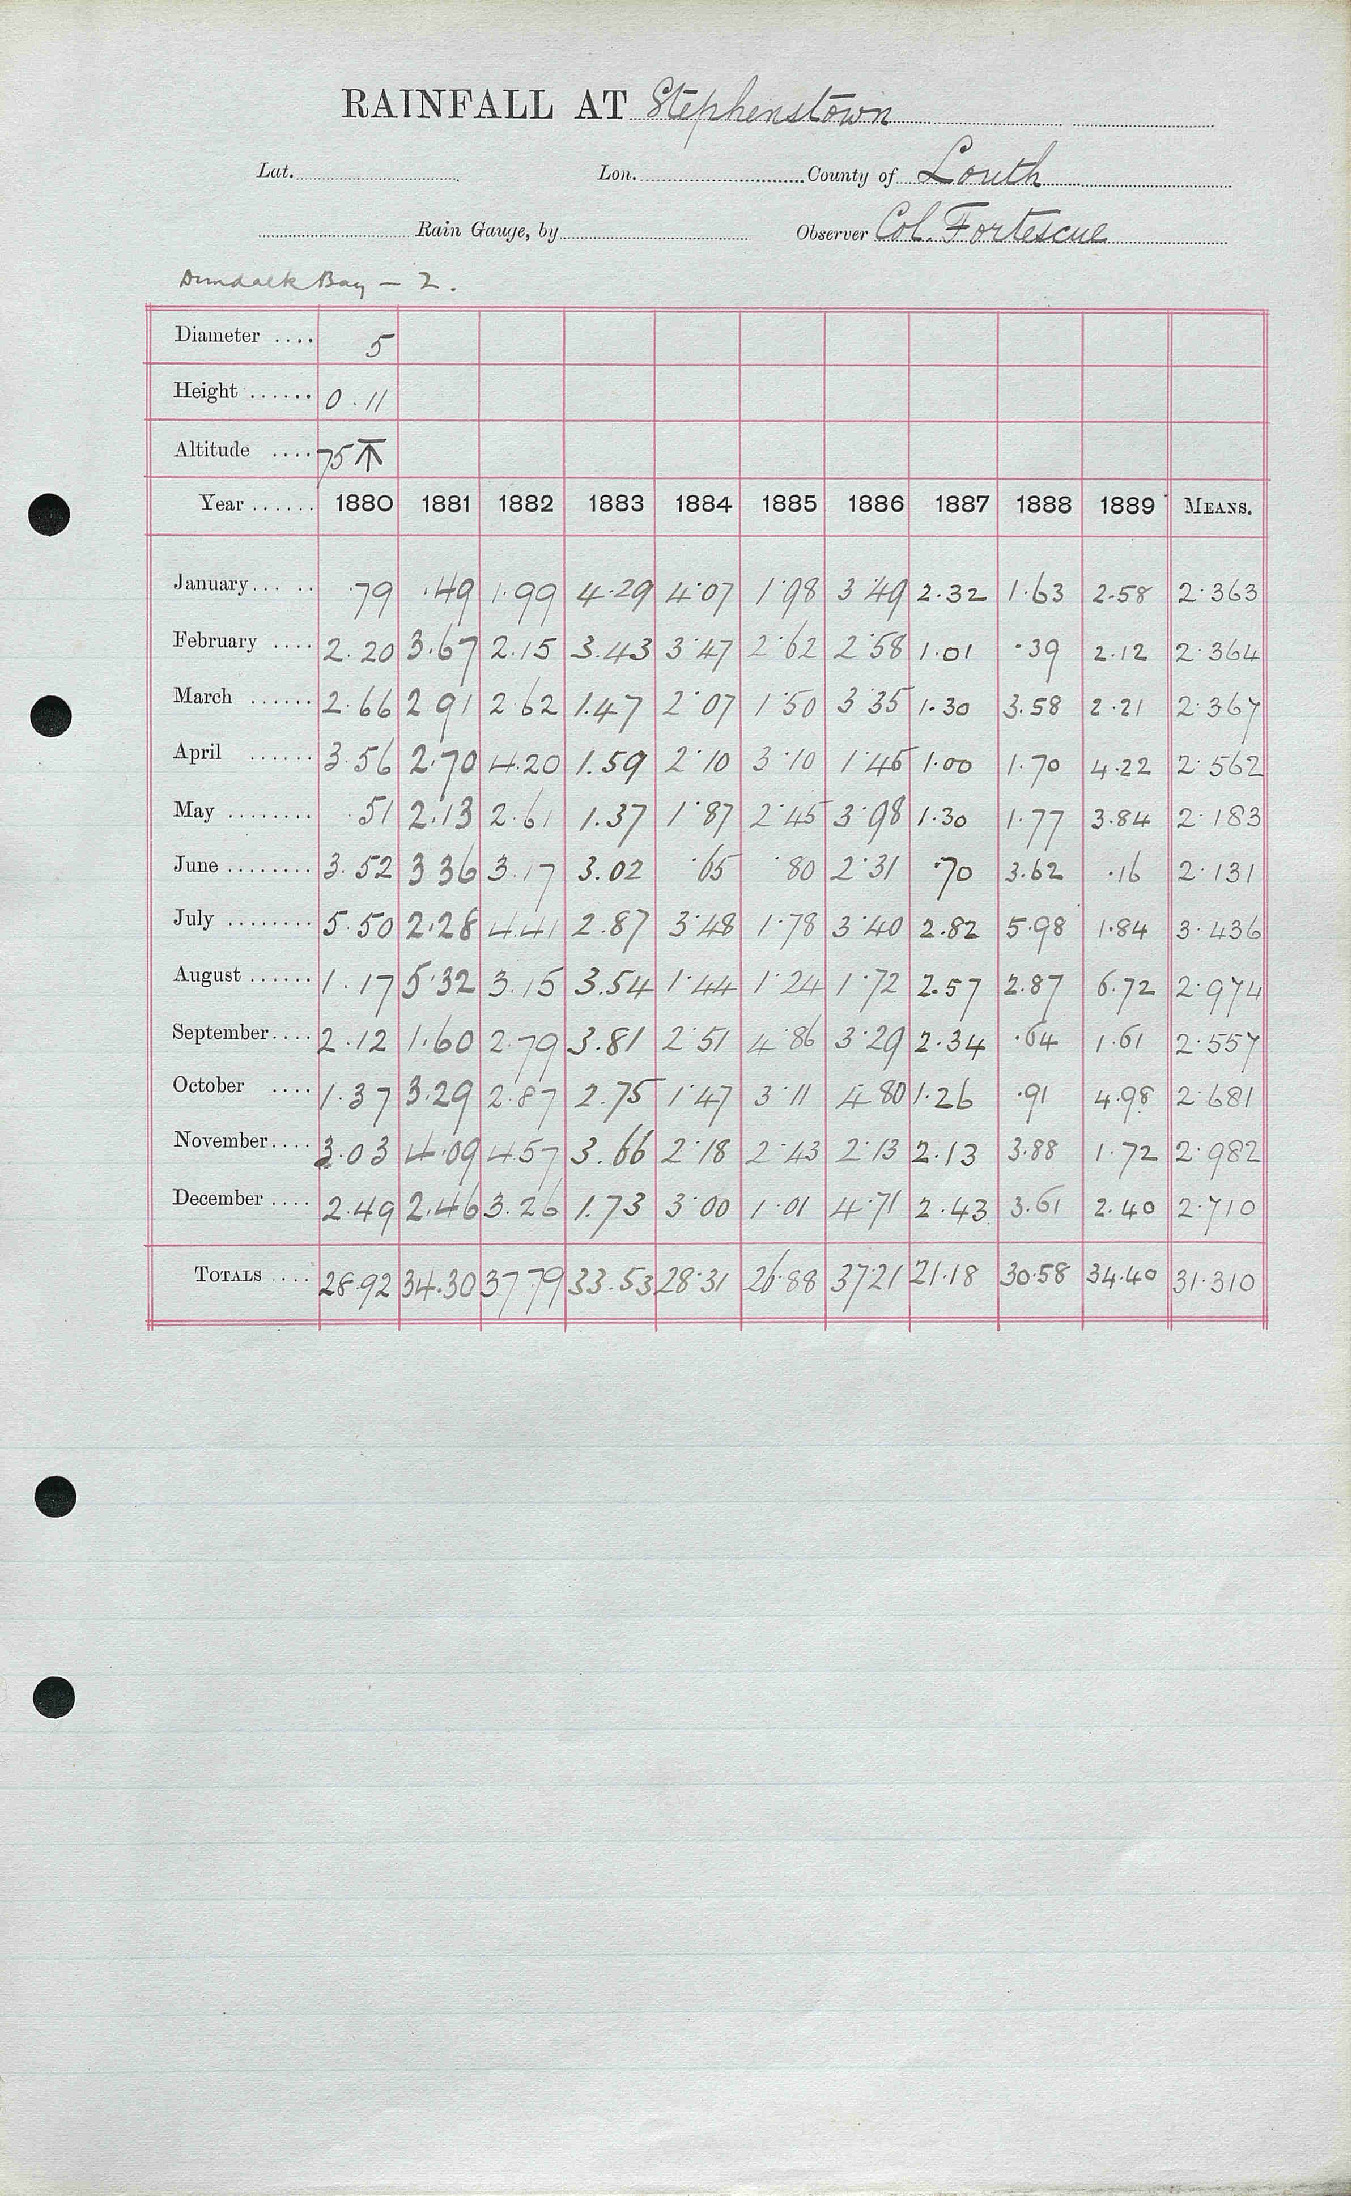 RAINFALL AT Stephenstown
Lat. Lon. County of Louth
Rain Gauge, by Observer Col. Fortescue
Dundalk Bay – 2.
Diameter .... 5
Height ...... 0.11
Altitude .... 75
Year ...... 1880 1881 1882 1883 1884 1885 1886 1887 1888 1889 MEANS.
January... .. .79 .49 1.99 4.29 4.07 1.98 3.49 2.32 1.63 2.58 2.363
February .... 2.20 3.67 2.15 3.43 3.47 2.62 2.58 1.01 .39 2.12 2.364
March ...... 2.66 2.91 2.62 1.47 2.07 1.50 3.35 1.30 3.58 2.21 2.367
April ...... 3.56 2.70 4.20 1.59 2.10 3.10 1.45 1.00 1.70 4.22 2.562
May ........ .51 2.13 2.61 1.37 1.87 2.45 3.98 1.30 1.77 3.84 2.183
June ........ 3.52 3.36 3.17 3.02 .65 .80 2.31 .70 3.62 .16 2.131
July ........ 5.50 2.28 4.41 2.87 3.48 1.78 3.40 2.82 5.98 1.84 3.436
August ...... 1.17 5.32 3.15 3.54 1.44 1.24 1.72 2.57 2.87 6.72 2.974
September.... 2.12 1.60 2.79 3.81 2.51 4.86 3.29 2.34 .64 1.61 2.557
October .... 1.37 3.29 2.87 2.75 1.47 3.11 4.80 1.26 .91 4.98 2.681
November.... 3.03 4.09 4.57 3.66 2.18 2.43 2.13 2.13 3.88 1.72 2.982
December .... 2.49 2.46 3.26 1.73 3.00 1.01 4.71 2.43 3.61 2.40 2.710
TOTALS .... 28.92 34.30 37.79 33.53 28.31 26.88 37.21 21.18 30.58 34.40 31.310